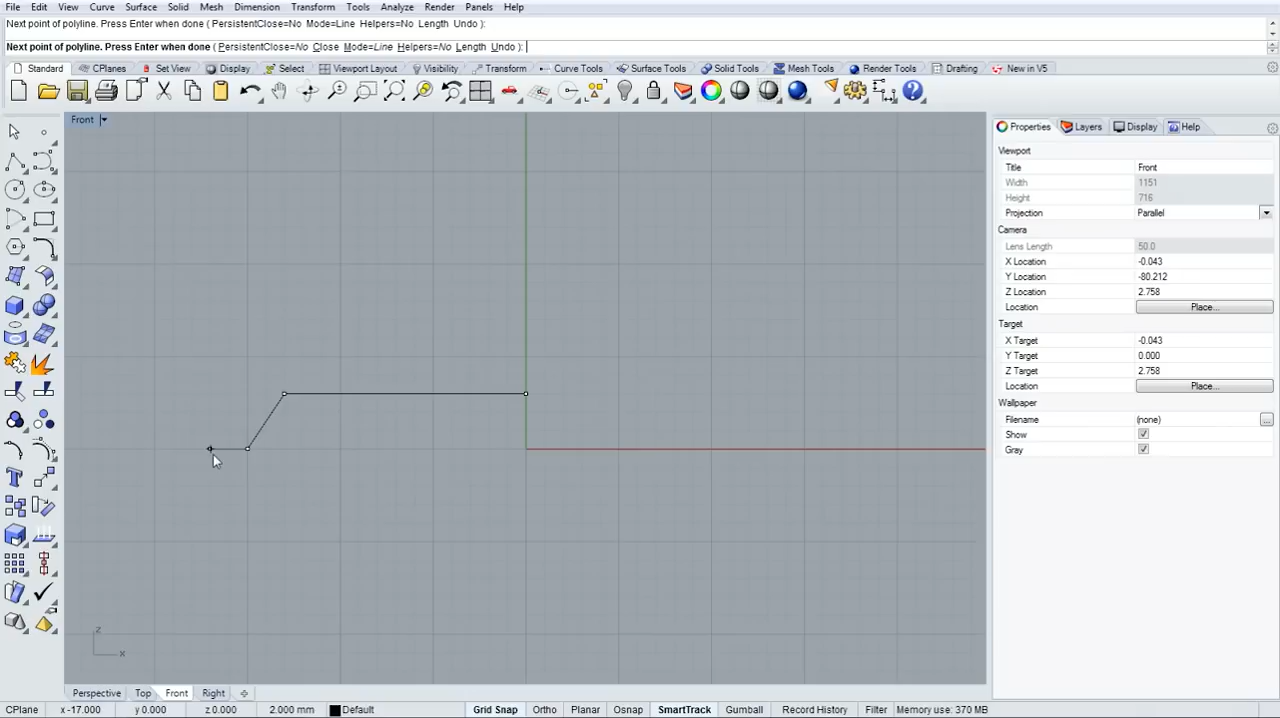 File Edit View Curve Surface Solid Mesh Dimension Transform Tools Analyze Render Panels Help
Next point of polyline. Press Enter when done ( PersistentClose=No Mode=Line Helpers=No Length Undo ):
Next point of polyline. Press Enter when done ( PersistentClose=No Close Mode=Line Helpers=No Length Undo ):
Standard CPlanes Set View Display Select Viewport Layout Visibility Transform Curve Tools Surface Tools Solid Tools Mesh Tools Render Tools Drafting New in V5
Front
Properties Layers Display Help
Viewport
Title Front
Width 1151
Height 716
Projection Parallel
Camera
Lens Length 50.0
X Location -0.043
Y Location -80.212
Z Location 2.758
Location Place...
Target
X Target -0.043
Y Target 0.000
Z Target 2.758
Location Place...
Wallpaper
Filename (none) ...
Show
Gray
z
x
Perspective Top Front Right
CPlane x -17.000 y 0.000 z 0.000 2.000 mm Default Grid Snap Ortho Planar Osnap SmartTrack Gumball Record History Filter Memory use: 370 MB